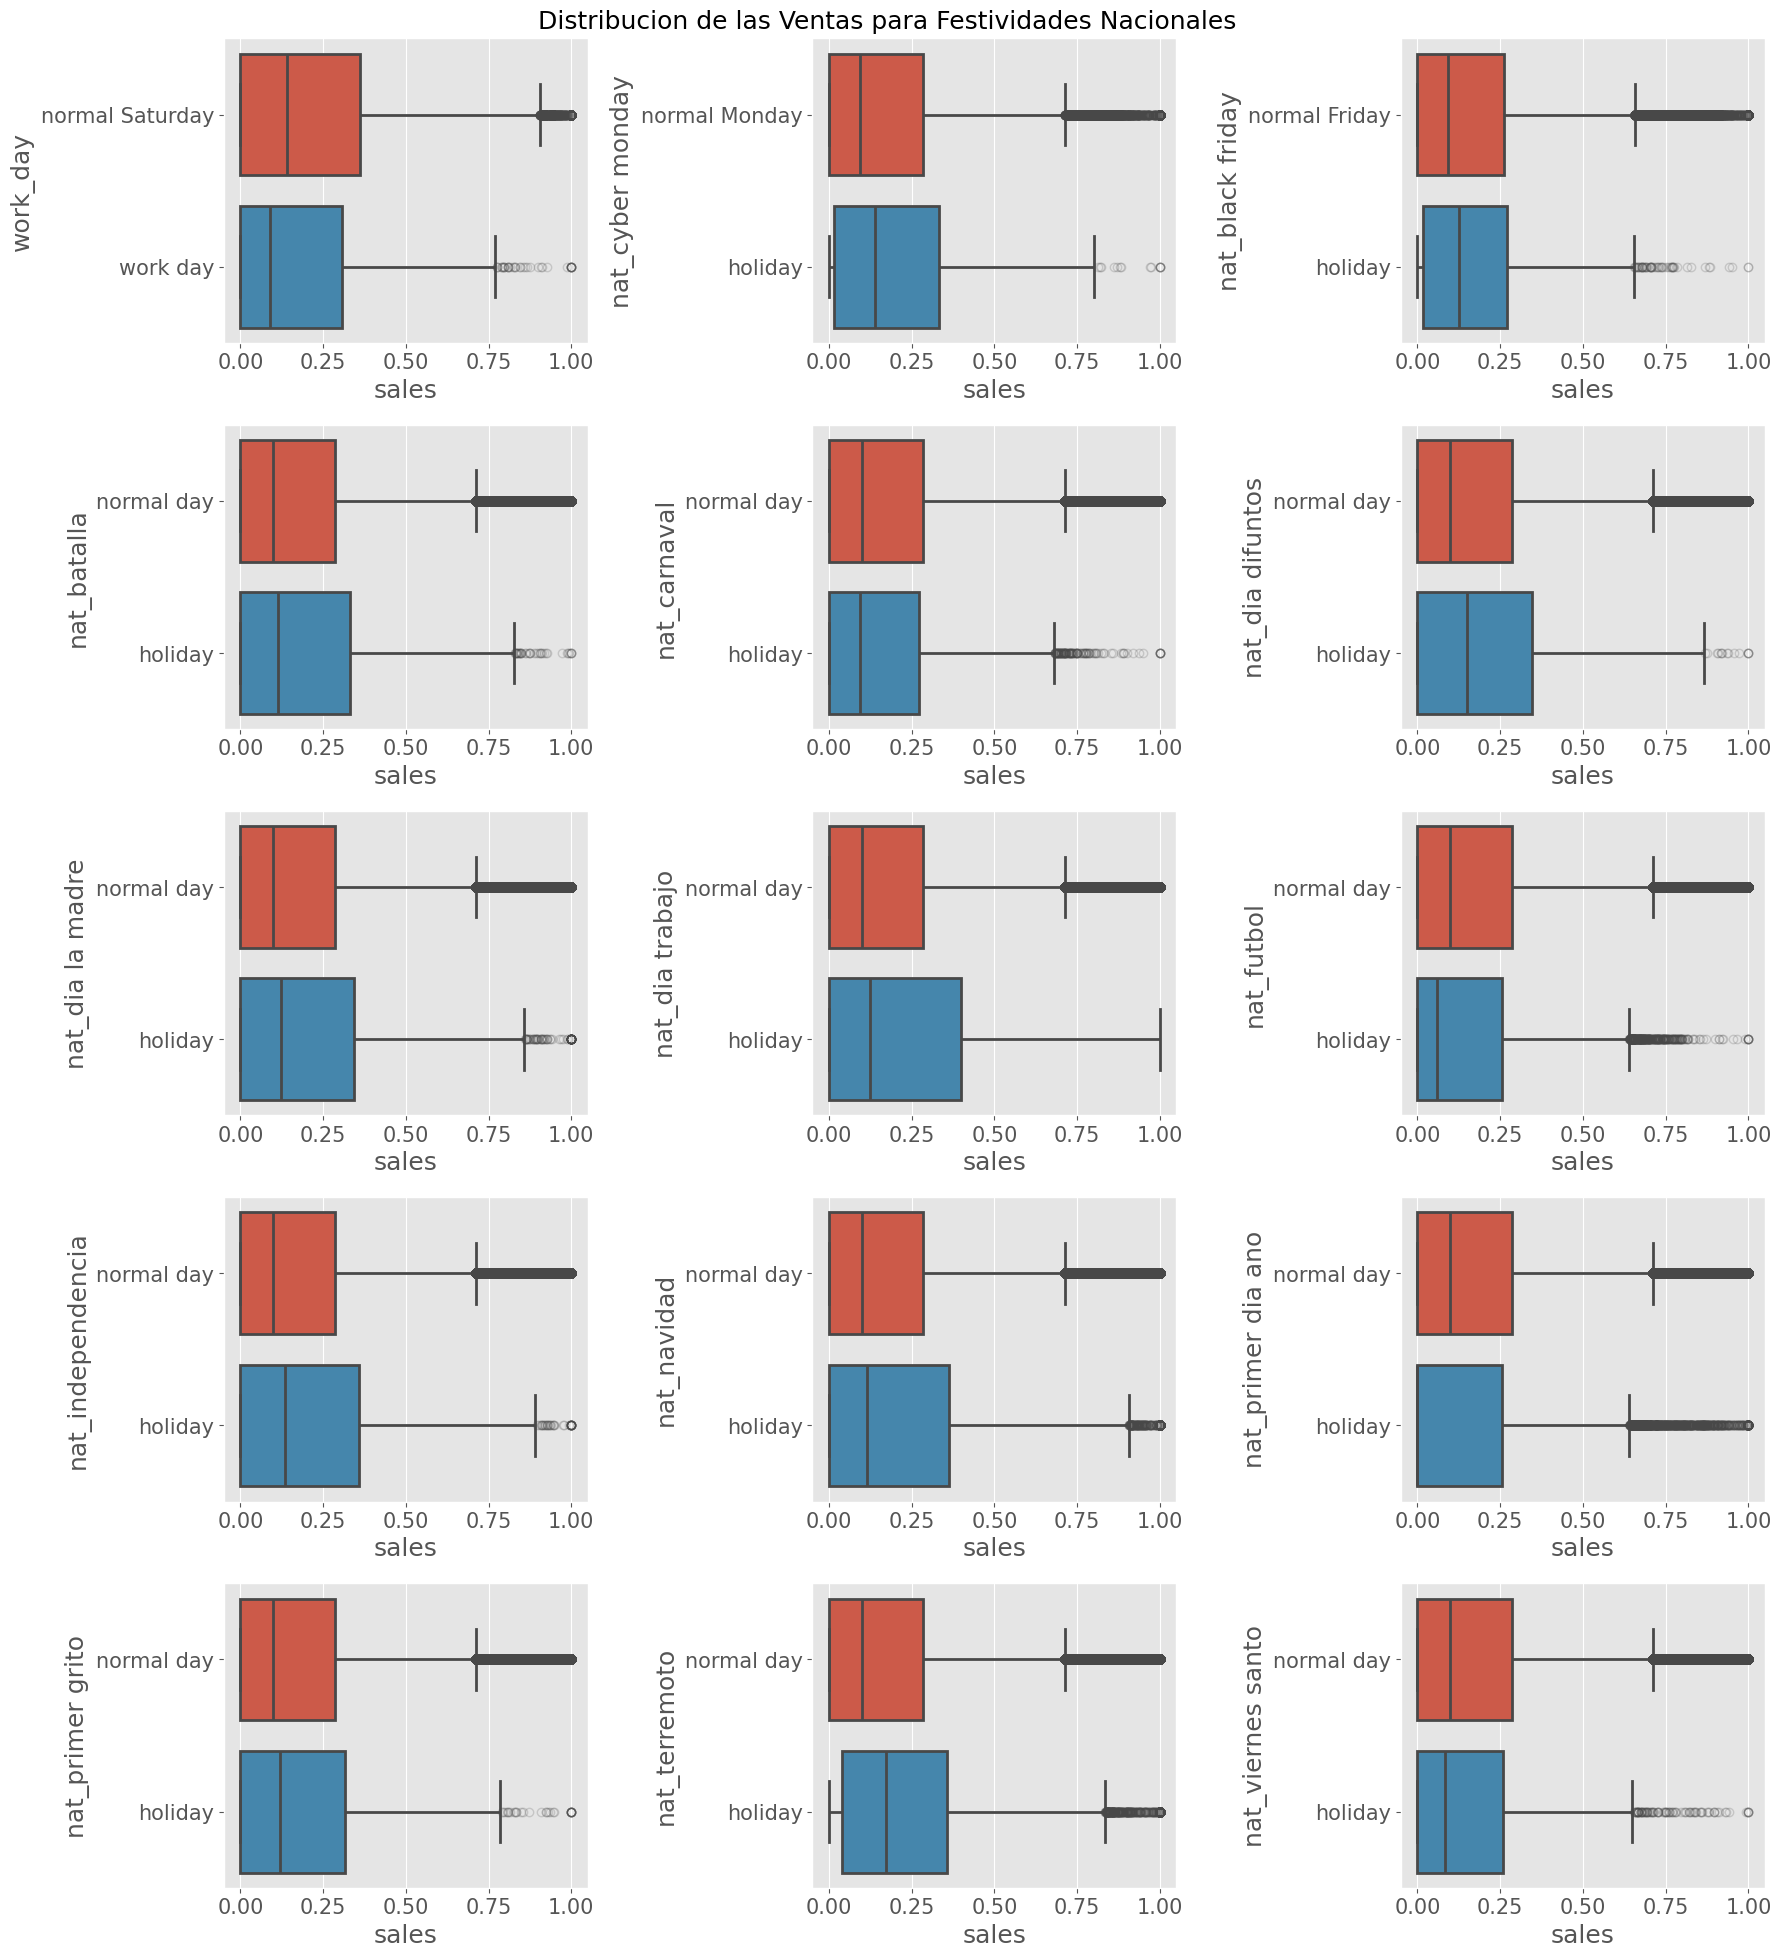 Distribucion de las Ventas para Festividades Nacionales
work_day
normal Saturday
work day
0.00 0.25 0.50 0.75 1.00
sales
nat_cyber monday
normal Monday
holiday
0.00 0.25 0.50 0.75 1.00
sales
nat_black friday
normal Friday
holiday
0.00 0.25 0.50 0.75 1.00
sales
nat_batalla
normal day
holiday
0.00 0.25 0.50 0.75 1.00
sales
nat_carnaval
normal day
holiday
0.00 0.25 0.50 0.75 1.00
sales
nat_dia difuntos
normal day
holiday
0.00 0.25 0.50 0.75 1.00
sales
nat_dia la madre
normal day
holiday
0.00 0.25 0.50 0.75 1.00
sales
nat_dia trabajo
normal day
holiday
0.00 0.25 0.50 0.75 1.00
sales
nat_futbol
normal day
holiday
0.00 0.25 0.50 0.75 1.00
sales
nat_independencia
normal day
holiday
0.00 0.25 0.50 0.75 1.00
sales
nat_navidad
normal day
holiday
0.00 0.25 0.50 0.75 1.00
sales
nat_primer dia ano
normal day
holiday
0.00 0.25 0.50 0.75 1.00
sales
nat_primer grito
normal day
holiday
0.00 0.25 0.50 0.75 1.00
sales
nat_terremoto
normal day
holiday
0.00 0.25 0.50 0.75 1.00
sales
nat_viernes santo
normal day
holiday
0.00 0.25 0.50 0.75 1.00
sales